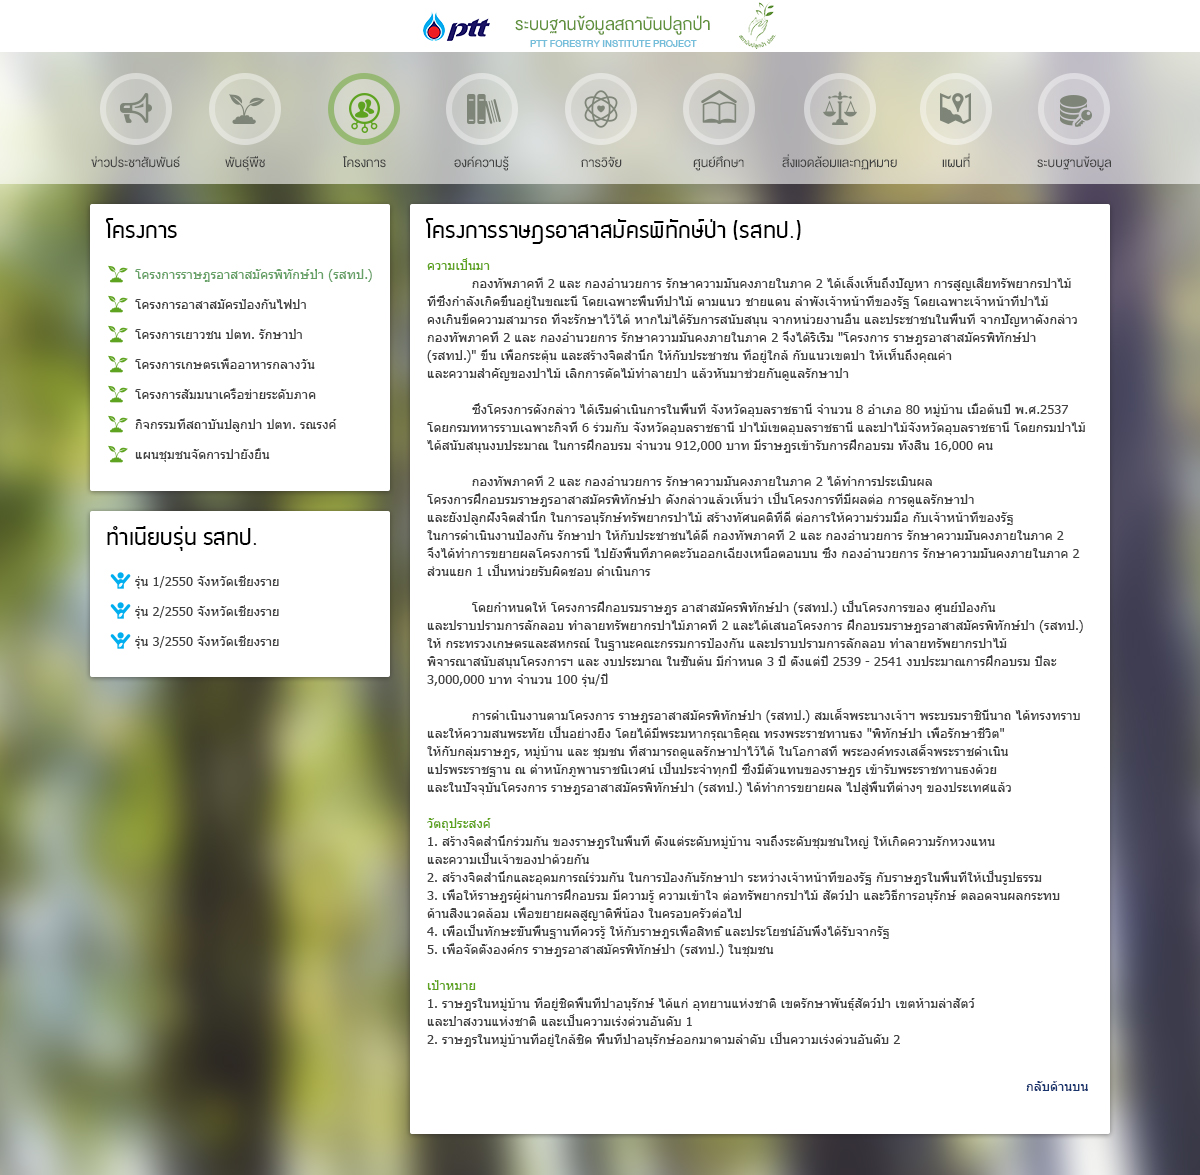 ptt
ระบบฐานข้อมูลสถาบันปลูกป่า
PTT FORESTRY INSTITUTE PROJECT
ข่าวประชาสัมพันธ์
พันธุ์พืช
โครงการ
องค์ความรู้
การวิจัย
ศูนย์ศึกษา
สิ่งแวดล้อมและกฎหมาย
แผนที่
ระบบฐานข้อมูล
โครงการ
โครงการราษฎรอาสาสมัครพิทักษ์ป่า (รสทป.)
โครงการอาสาสมัครป้องกันไฟป่า
โครงการเยาวชน ปตท. รักษาป่า
โครงการเกษตรเพื่ออาหารกลางวัน
โครงการสัมมนาเครือข่ายระดับภาค
กิจกรรมที่สถาบันปลูกป่า ปตท. รณรงค์
แผนชุมชนจัดการป่ายั่งยืน
ทำเนียบรุ่น รสทป.
รุ่น 1/2550 จังหวัดเชียงราย
รุ่น 2/2550 จังหวัดเชียงราย
รุ่น 3/2550 จังหวัดเชียงราย
โครงการราษฎรอาสาสมัครพิทักษ์ป่า (รสทป.)
ความเป็นมา
กองทัพภาคที่ 2 และ กองอำนวยการ รักษาความมั่นคงภายในภาค 2 ได้เล็งเห็นถึงปัญหา การสูญเสียทรัพยากรป่าไม้
ที่ซึ่งกำลังเกิดขึ้นอยู่ในขณะนี้ โดยเฉพาะพื้นที่ป่าไม้ ตามแนว ชายแดน ลำพังเจ้าหน้าที่ของรัฐ โดยเฉพาะเจ้าหน้าที่ป่าไม้
คงเกินขีดความสามารถ ที่จะรักษาไว้ได้ หากไม่ได้รับการสนับสนุน จากหน่วยงานอื่น และประชาชนในพื้นที่ จากปัญหาดังกล่าว
กองทัพภาคที่ 2 และ กองอำนวยการ รักษาความมั่นคงภายในภาค 2 จึงได้ริเริ่ม "โครงการ ราษฎรอาสาสมัครพิทักษ์ป่า
(รสทป.)" ขึ้น เพื่อกระตุ้น และสร้างจิตสำนึก ให้กับประชาชน ที่อยู่ใกล้ กับแนวเขตป่า ให้เห็นถึงคุณค่า
และความสำคัญของป่าไม้ เลิกการตัดไม้ทำลายป่า แล้วหันมาช่วยกันดูแลรักษาป่า
ซึ่งโครงการดังกล่าว ได้เริ่มดำเนินการในพื้นที่ จังหวัดอุบลราชธานี จำนวน 8 อำเภอ 80 หมู่บ้าน เมื่อต้นปี พ.ศ.2537
โดยกรมทหารราบเฉพาะกิจที่ 6 ร่วมกับ จังหวัดอุบลราชธานี ป่าไม้เขตอุบลราชธานี และป่าไม้จังหวัดอุบลราชธานี โดยกรมป่าไม้
ได้สนับสนุนงบประมาณ ในการฝึกอบรม จำนวน 912,000 บาท มีราษฎรเข้ารับการฝึกอบรม ทั้งสิ้น 16,000 คน
กองทัพภาคที่ 2 และ กองอำนวยการ รักษาความมั่นคงภายในภาค 2 ได้ทำการประเมินผล
โครงการฝึกอบรมราษฎรอาสาสมัครพิทักษ์ป่า ดังกล่าวแล้วเห็นว่า เป็นโครงการที่มีผลต่อ การดูแลรักษาป่า
และยังปลูกฝังจิตสำนึก ในการอนุรักษ์ทรัพยากรป่าไม้ สร้างทัศนคติที่ดี ต่อการให้ความร่วมมือ กับเจ้าหน้าที่ของรัฐ
ในการดำเนินงานป้องกัน รักษาป่า ให้กับประชาชนได้ดี กองทัพภาคที่ 2 และ กองอำนวยการ รักษาความมั่นคงภายในภาค 2
จึงได้ทำการขยายผลโครงการนี้ ไปยังพื้นที่ภาคตะวันออกเฉียงเหนือตอนบน ซึ่ง กองอำนวยการ รักษาความมั่นคงภายในภาค 2
ส่วนแยก 1 เป็นหน่วยรับผิดชอบ ดำเนินการ
โดยกำหนดให้ โครงการฝึกอบรมราษฎร อาสาสมัครพิทักษ์ป่า (รสทป.) เป็นโครงการของ ศูนย์ป้องกัน
และปราบปรามการลักลอบ ทำลายทรัพยากรป่าไม้ภาคที่ 2 และได้เสนอโครงการ ฝึกอบรมราษฎรอาสาสมัครพิทักษ์ป่า (รสทป.)
ให้ กระทรวงเกษตรและสหกรณ์ ในฐานะคณะกรรมการป้องกัน และปราบปรามการลักลอบ ทำลายทรัพยากรป่าไม้
พิจารณาสนับสนุนโครงการฯ และ งบประมาณ ในขั้นต้น มีกำหนด 3 ปี ตั้งแต่ปี 2539 - 2541 งบประมาณการฝึกอบรม ปีละ
3,000,000 บาท จำนวน 100 รุ่น/ปี
การดำเนินงานตามโครงการ ราษฎรอาสาสมัครพิทักษ์ป่า (รสทป.) สมเด็จพระนางเจ้าฯ พระบรมราชินีนาถ ได้ทรงทราบ
และให้ความสนพระทัย เป็นอย่างยิ่ง โดยได้มีพระมหากรุณาธิคุณ ทรงพระราชทานธง "พิทักษ์ป่า เพื่อรักษาชีวิต"
ให้กับกลุ่มราษฎร, หมู่บ้าน และ ชุมชน ที่สามารถดูแลรักษาป่าไว้ได้ ในโอกาสที่ พระองค์ทรงเสด็จพระราชดำเนิน
แปรพระราชฐาน ณ ตำหนักภูพานราชนิเวศน์ เป็นประจำทุกปี ซึ่งมีตัวแทนของราษฎร เข้ารับพระราชทานธงด้วย
และในปัจจุบันโครงการ ราษฎรอาสาสมัครพิทักษ์ป่า (รสทป.) ได้ทำการขยายผล ไปสู่พื้นที่ต่างๆ ของประเทศแล้ว
วัตถุประสงค์
1. สร้างจิตสำนึกร่วมกัน ของราษฎรในพื้นที่ ตั้งแต่ระดับหมู่บ้าน จนถึงระดับชุมชนใหญ่ ให้เกิดความรักหวงแหน
และความเป็นเจ้าของป่าด้วยกัน
2. สร้างจิตสำนึกและอุดมการณ์ร่วมกัน ในการป้องกันรักษาป่า ระหว่างเจ้าหน้าที่ของรัฐ กับราษฎรในพื้นที่ให้เป็นรูปธรรม
3. เพื่อให้ราษฎรผู้ผ่านการฝึกอบรม มีความรู้ ความเข้าใจ ต่อทรัพยากรป่าไม้ สัตว์ป่า และวิธีการอนุรักษ์ ตลอดจนผลกระทบ
ด้านสิ่งแวดล้อม เพื่อขยายผลสู่ญาติพี่น้อง ในครอบครัวต่อไป
4. เพื่อเป็นทักษะขั้นพื้นฐานที่ควรรู้ ให้กับราษฎรเพื่อสิทธิ์ และประโยชน์อันพึงได้รับจากรัฐ
5. เพื่อจัดตั้งองค์กร ราษฎรอาสาสมัครพิทักษ์ป่า (รสทป.) ในชุมชน
เป้าหมาย
1. ราษฎรในหมู่บ้าน ที่อยู่ชิดพื้นที่ป่าอนุรักษ์ ได้แก่ อุทยานแห่งชาติ เขตรักษาพันธุ์สัตว์ป่า เขตห้ามล่าสัตว์
และป่าสงวนแห่งชาติ และเป็นความเร่งด่วนอันดับ 1
2. ราษฎรในหมู่บ้านที่อยู่ใกล้ชิด พื้นที่ป่าอนุรักษ์ออกมาตามลำดับ เป็นความเร่งด่วนอันดับ 2
กลับด้านบน